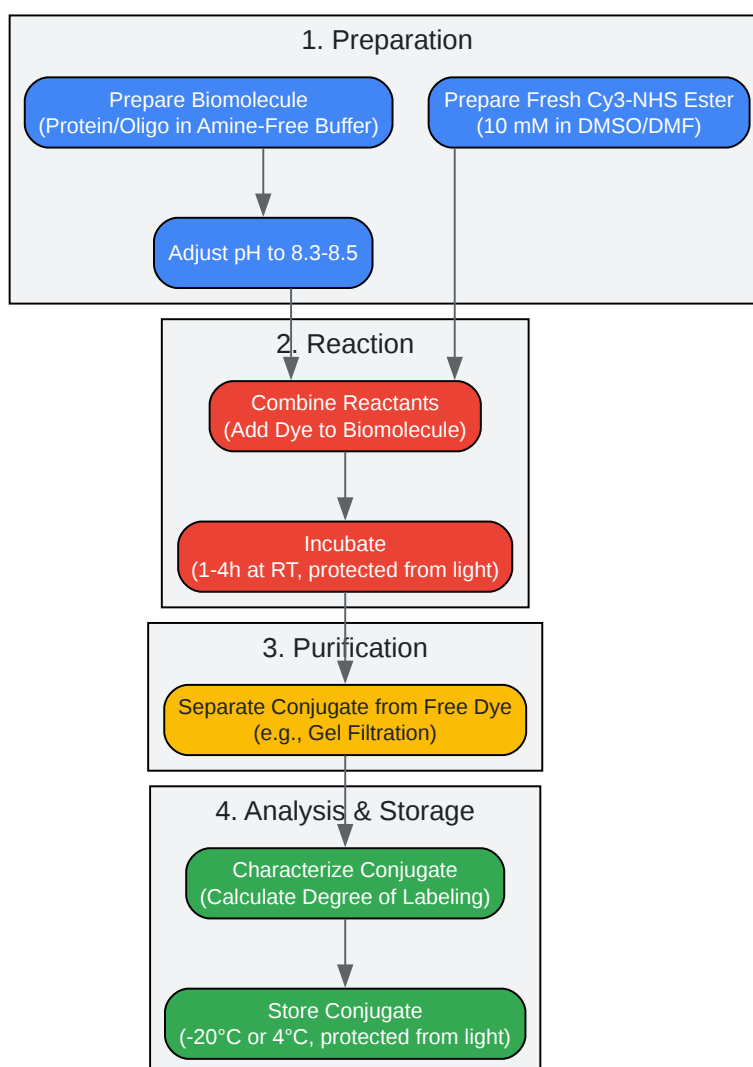 1. Preparation
Prepare Biomolecule
(Protein/Oligo in Amine-Free Buffer)
Prepare Fresh Cy3-NHS Ester
(10 mM in DMSO/DMF)
Adjust pH to 8.3-8.5
2. Reaction
Combine Reactants
(Add Dye to Biomolecule)
Incubate
(1-4h at RT, protected from light)
3. Purification
Separate Conjugate from Free Dye
(e.g., Gel Filtration)
4. Analysis & Storage
Characterize Conjugate
(Calculate Degree of Labeling)
Store Conjugate
(-20°C or 4°C, protected from light)